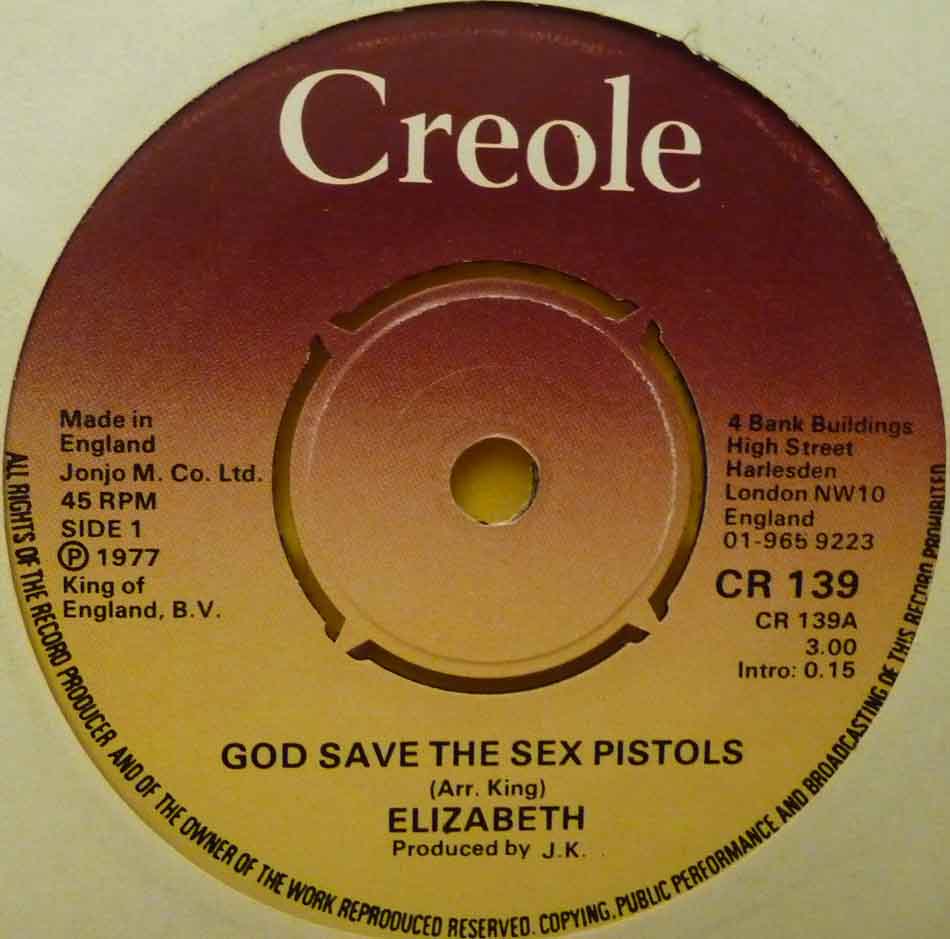 Creole
Made in
England
Jonjo M. Co. Ltd.
45 RPM
SIDE 1
Ⓟ 1977
King of
England, B.V.
4 Bank Buildings
High Street
Harlesden
London NW10
England
01-965 9223
CR 139
CR 139A
3.00
Intro: 0.15
GOD SAVE THE SEX PISTOLS
(Arr. King)
ELIZABETH
Produced by J.K.
ALL RIGHTS OF THE RECORD PRODUCER AND OF THE OWNER OF THE WORK REPRODUCED RESERVED. COPYING, PUBLIC PERFORMANCE AND BROADCASTING OF THIS RECORD PROHIBITED